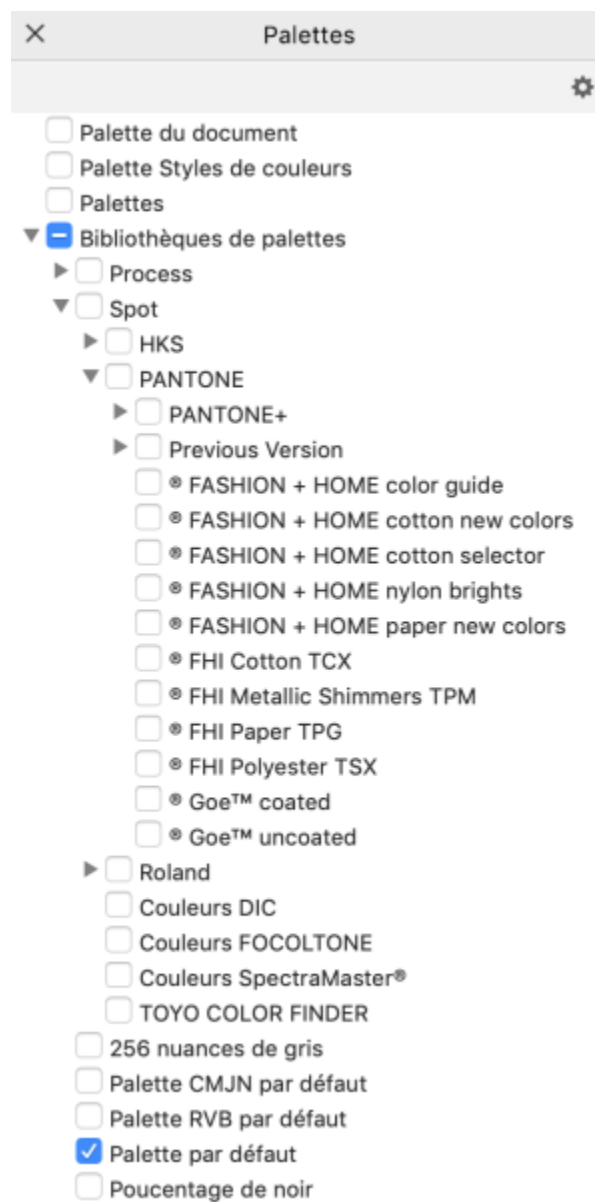 Palettes
Palette du document
Palette Styles de couleurs
Palettes
Bibliothèques de palettes
Process
Spot
HKS
PANTONE
PANTONE+
Previous Version
® FASHION + HOME color guide
® FASHION + HOME cotton new colors
® FASHION + HOME cotton selector
® FASHION + HOME nylon brights
® FASHION + HOME paper new colors
® FHI Cotton TCX
® FHI Metallic Shimmers TPM
® FHI Paper TPG
® FHI Polyester TSX
® Goe™ coated
® Goe™ uncoated
Roland
Couleurs DIC
Couleurs FOCOLTONE
Couleurs SpectraMaster®
TOYO COLOR FINDER
256 nuances de gris
Palette CMJN par défaut
Palette RVB par défaut
Palette par défaut
Poucentage de noir